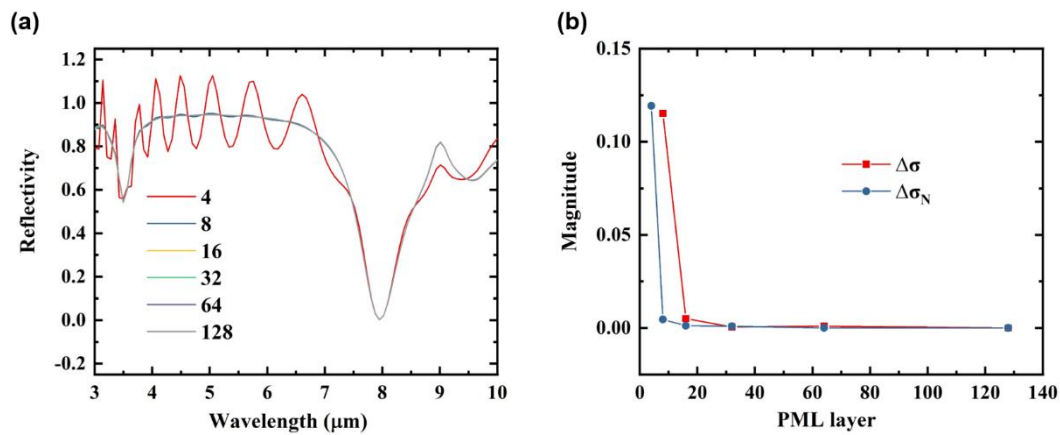 (a)
1.2
1.0
0.8
0.6
0.4
0.2
0.0
-0.2
Reflectivity
4
8
16
32
64
128
3 4 5 6 7 8 9 10
Wavelength (μm)
(b)
0.15
0.10
0.05
0.00
Magnitude
Δσ
Δσ_N
0 20 40 60 80 100 120 140
PML layer